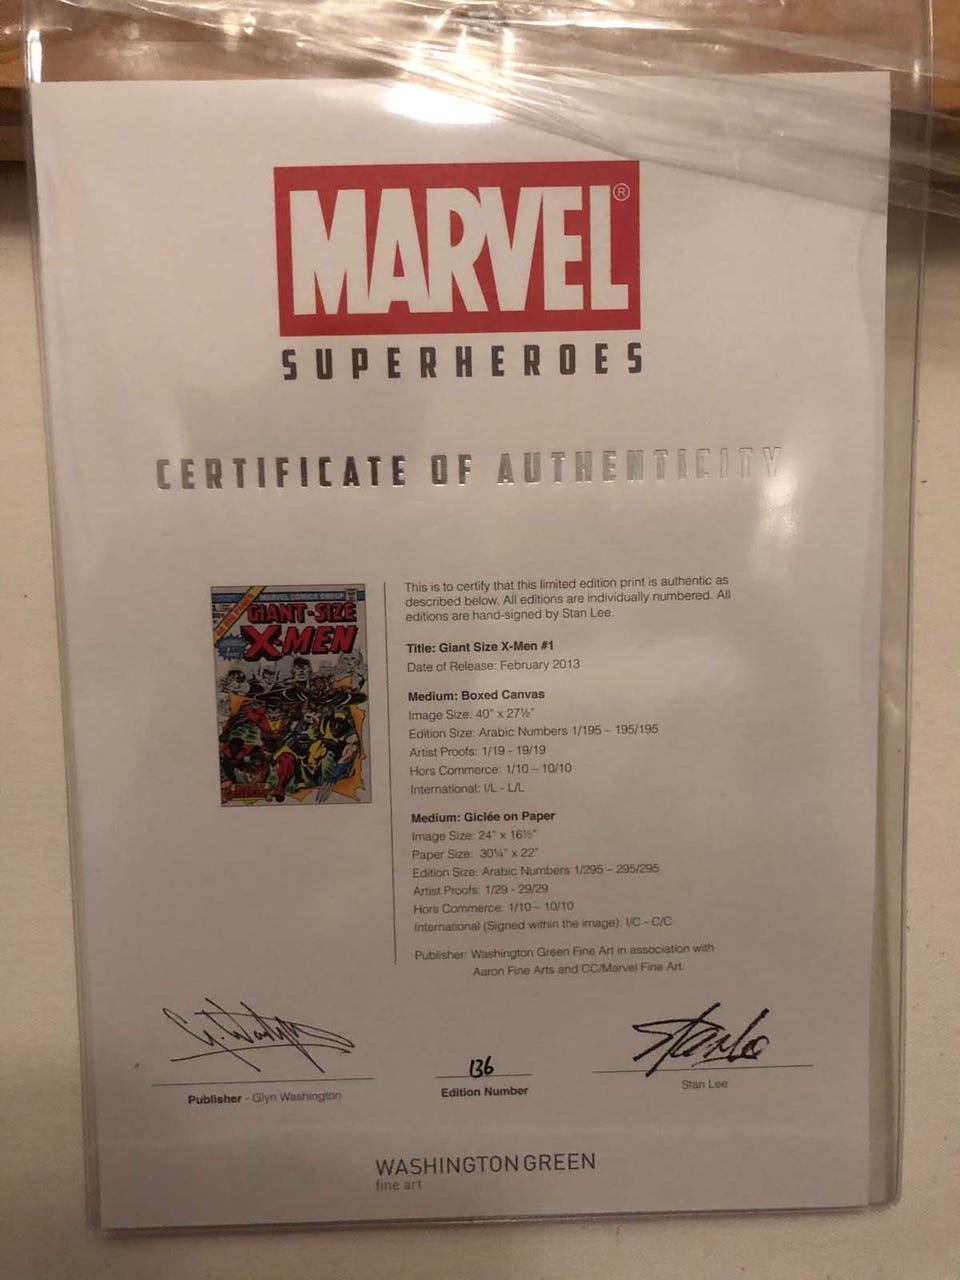 MARVEL®
SUPERHEROES
CERTIFICATE OF AUTHENTICITY
MARVEL COMICS GROUP
GIANT-SIZE
X-MEN
This is to certify that this limited edition print is authentic as
described below. All editions are individually numbered. All
editions are hand-signed by Stan Lee.
Title: Giant Size X-Men #1
Date of Release: February 2013
Medium: Boxed Canvas
Image Size: 40" x 27½"
Edition Size: Arabic Numbers 1/195 – 195/195
Artist Proofs: 1/19 - 19/19
Hors Commerce: 1/10 – 10/10
International: I/L - L/L
Medium: Giclée on Paper
Image Size: 24" x 16½"
Paper Size: 30¼" x 22"
Edition Size: Arabic Numbers 1/295 – 295/295
Artist Proofs: 1/29 - 29/29
Hors Commerce: 1/10 – 10/10
International (Signed within the image): I/C - C/C
Publisher: Washington Green Fine Art in association with
Aaron Fine Arts and CC/Marvel Fine Art.
136
Stan Lee
Publisher - Glyn Washington
Edition Number
Stan Lee
WASHINGTON GREEN
fine art